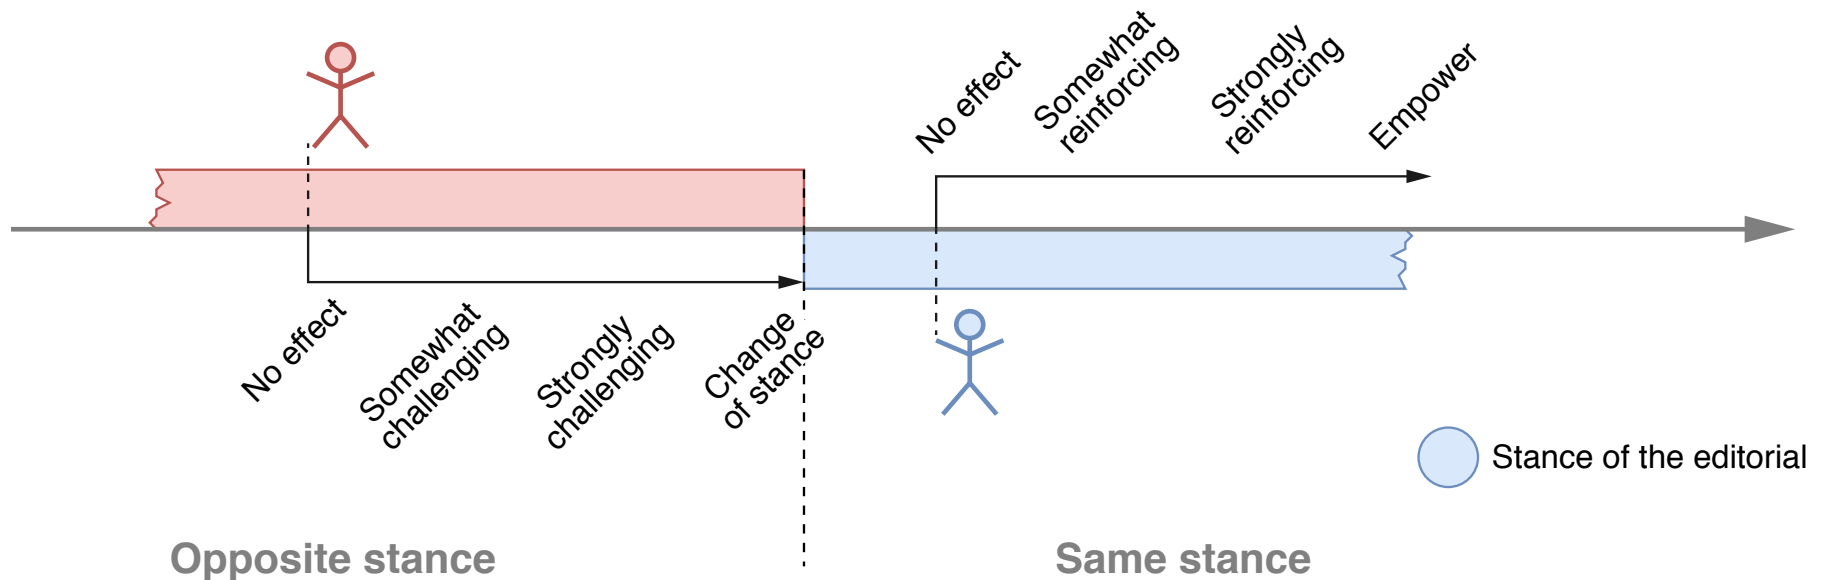 No effect
Somewhat
reinforcing
Strongly
reinforcing
Empower
No effect
Somewhat
challenging
Strongly
challenging
Change
of stance
Stance of the editorial
Opposite stance
Same stance